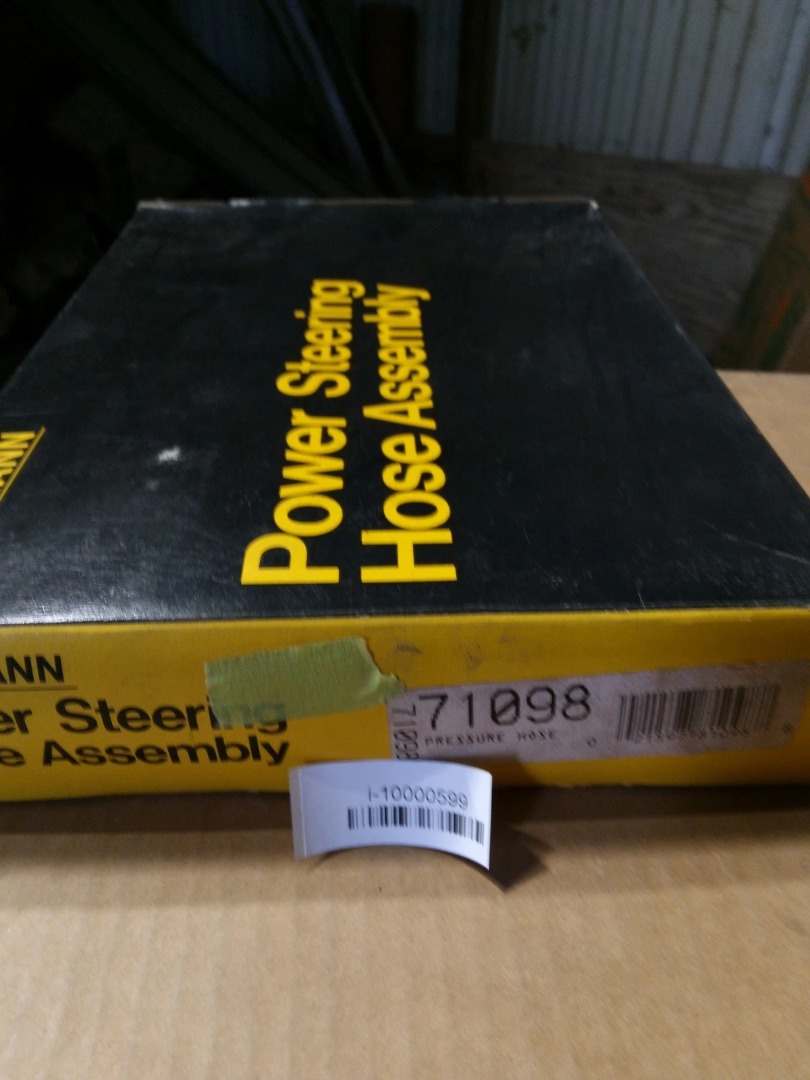 ANN
Power Steering
Hose Assembly
ANN
er Steering
e Assembly
71098
71098
PRESSURE HOSE
i-10000599